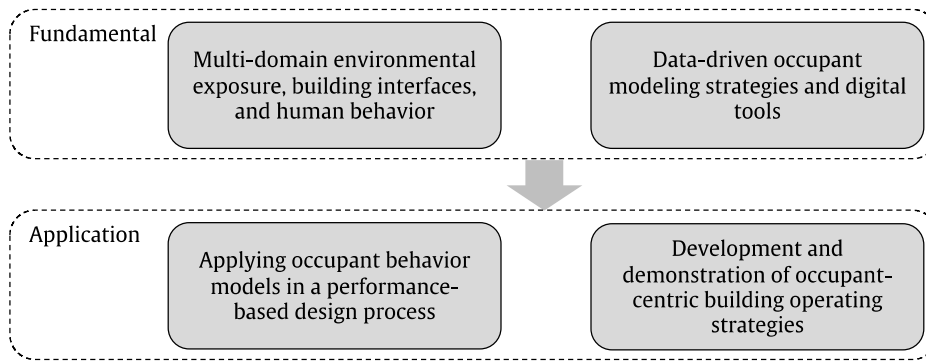 Fundamental
Multi-domain environmental
exposure, building interfaces,
and human behavior
Data-driven occupant
modeling strategies and digital
tools
Application
Applying occupant behavior
models in a performance-
based design process
Development and
demonstration of occupant-
centric building operating
strategies